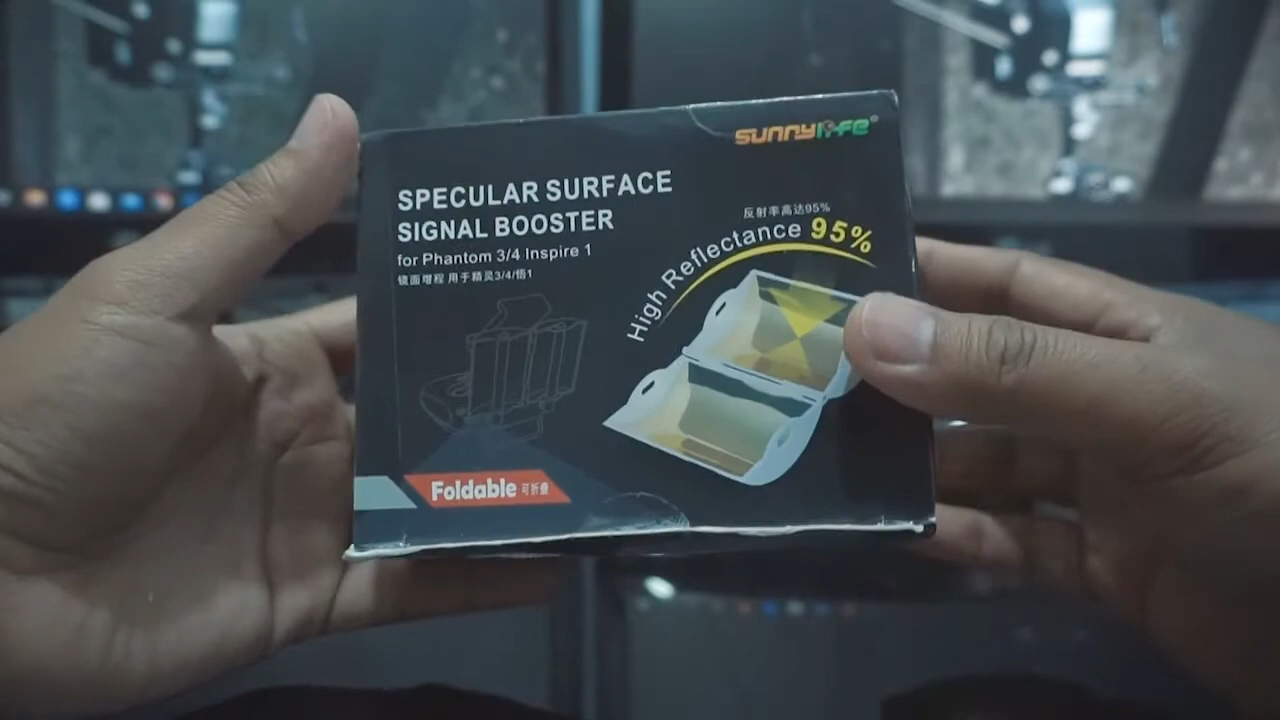 sunnylife®
SPECULAR SURFACE
SIGNAL BOOSTER
for Phantom 3/4 Inspire 1
镜面增程 用于精灵3/4/悟1
反射率高达95%
High Reflectance 95%
Foldable 可折叠